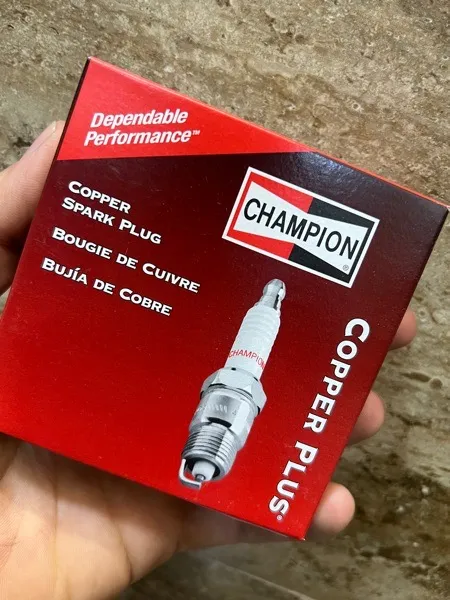 Dependable
Performance™
COPPER
SPARK PLUG
BOUGIE DE CUIVRE
BUJÍA DE COBRE
CHAMPION
®
CHAMPION
COPPER PLUS®